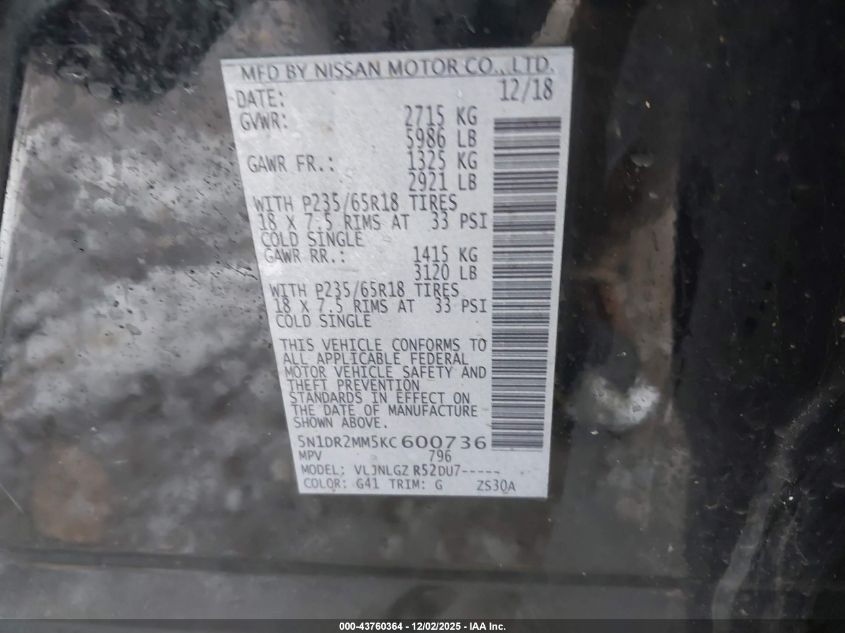 MFD BY NISSAN MOTOR CO., LTD.
DATE: 12/18
GVWR: 2715 KG
5986 LB
GAWR FR.: 1325 KG
2921 LB
WITH P235/65R18 TIRES
18 X 7.5 RIMS AT 33 PSI
COLD SINGLE
GAWR RR.: 1415 KG
3120 LB
WITH P235/65R18 TIRES
18 X 7.5 RIMS AT 33 PSI
COLD SINGLE
THIS VEHICLE CONFORMS TO
ALL APPLICABLE FEDERAL
MOTOR VEHICLE SAFETY AND
THEFT PREVENTION
STANDARDS IN EFFECT ON
THE DATE OF MANUFACTURE
SHOWN ABOVE.
5N1DR2MM5KC600736
MPV 796
MODEL: VLJNLGZ R52DU7-----
COLOR: G41 TRIM: G ZS30A
000-43760364 - 12/02/2025 - IAA Inc.